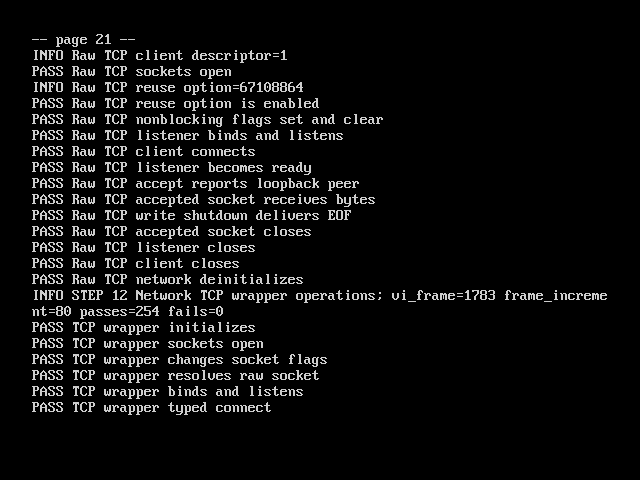 -- page 21 --
INFO Raw TCP client descriptor=1
PASS Raw TCP sockets open
INFO Raw TCP reuse option=67108864
PASS Raw TCP reuse option is enabled
PASS Raw TCP nonblocking flags set and clear
PASS Raw TCP listener binds and listens
PASS Raw TCP client connects
PASS Raw TCP listener becomes ready
PASS Raw TCP accept reports loopback peer
PASS Raw TCP accepted socket receives bytes
PASS Raw TCP write shutdown delivers EOF
PASS Raw TCP accepted socket closes
PASS Raw TCP listener closes
PASS Raw TCP client closes
PASS Raw TCP network deinitializes
INFO STEP 12 Network TCP wrapper operations; vi_frame=1783 frame_increme
nt=80 passes=254 fails=0
PASS TCP wrapper initializes
PASS TCP wrapper sockets open
PASS TCP wrapper changes socket flags
PASS TCP wrapper resolves raw socket
PASS TCP wrapper binds and listens
PASS TCP wrapper typed connect